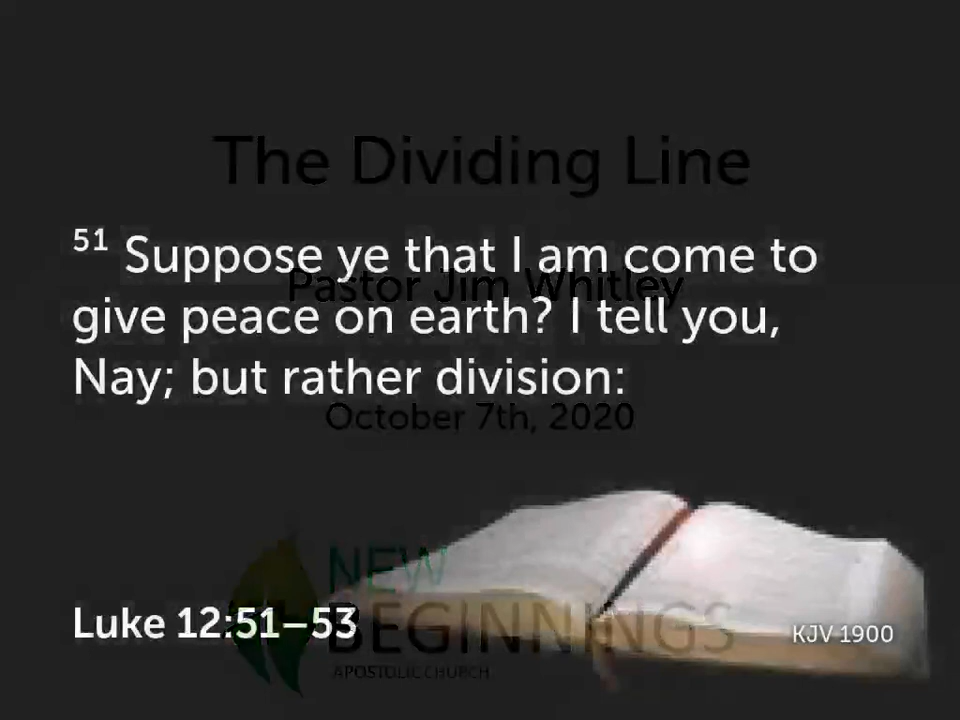 The Dividing Line
51 Suppose ye that I am come to
Pastor Jim Whitley
give peace on earth? I tell you,
Nay; but rather division:
October 7th, 2020
NEW
BEGINNINGS
Luke 12:51–53
KJV 1900
APOSTOLIC CHURCH